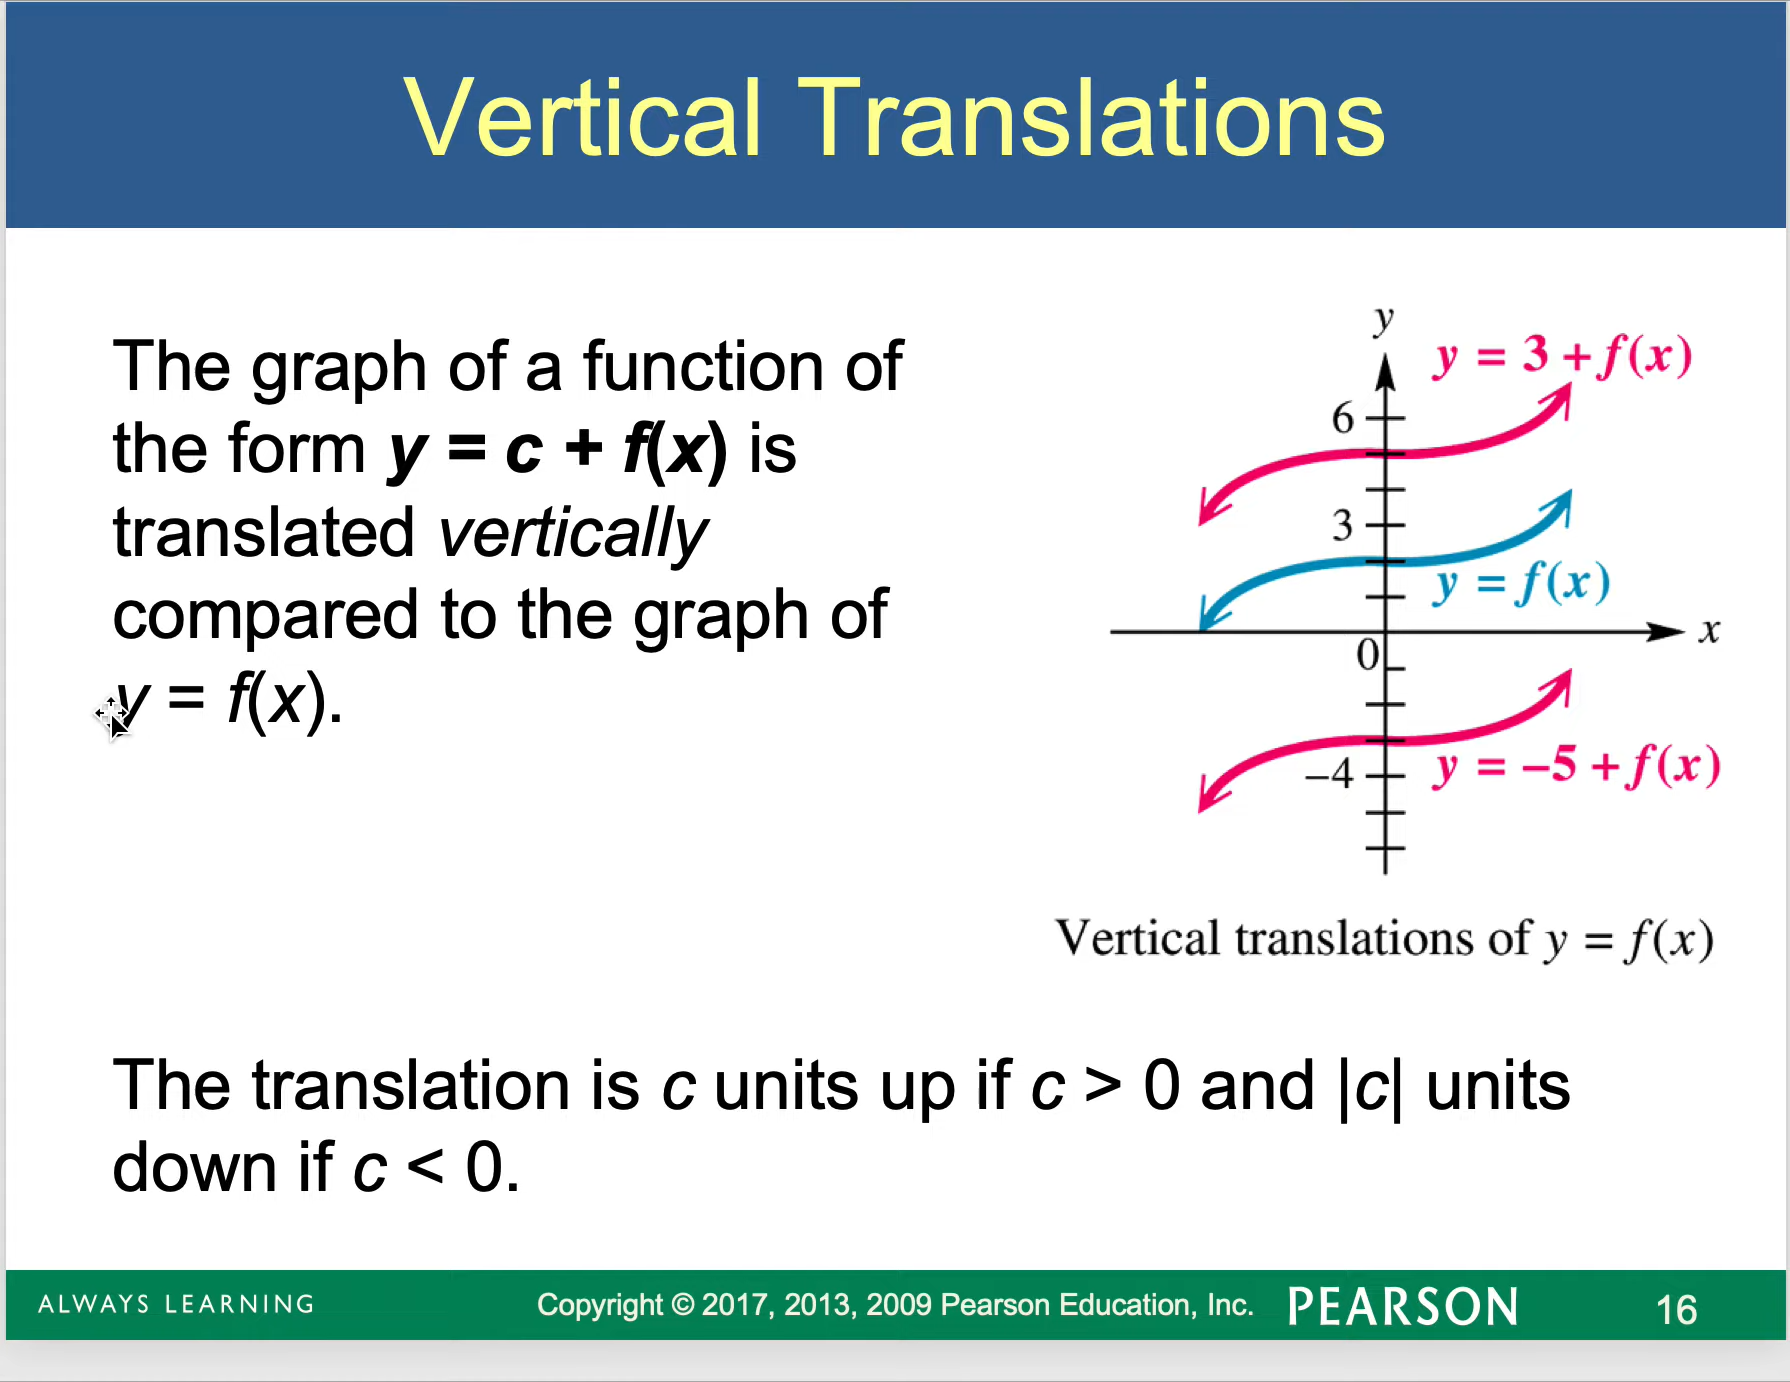 Vertical Translations
The graph of a function of
the form y = c + f(x) is
translated vertically
compared to the graph of
y = f(x).
y
y = 3 + f(x)
6
3
y = f(x)
x
0
–4
y = –5 + f(x)
Vertical translations of y = f(x)
The translation is c units up if c > 0 and |c| units
down if c < 0.
ALWAYS LEARNING
Copyright © 2017, 2013, 2009 Pearson Education, Inc.
PEARSON
16